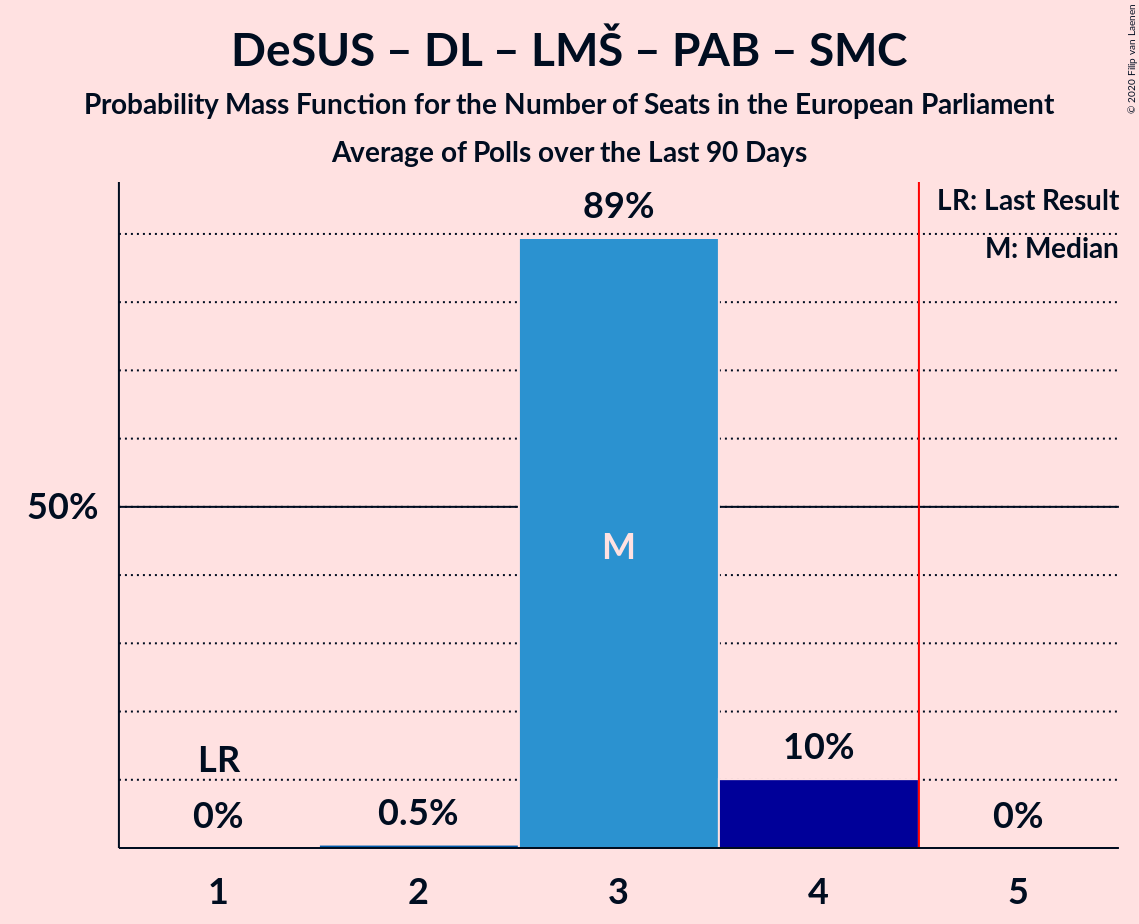 DeSUS – DL – LMŠ – PAB – SMC
Probability Mass Function for the Number of Seats in the European Parliament
Average of Polls over the Last 90 Days
© 2020 Filip van Laenen
LR: Last Result
M: Median
89%
50%
M
LR
10%
0%
0.5%
0%
1
2
3
4
5